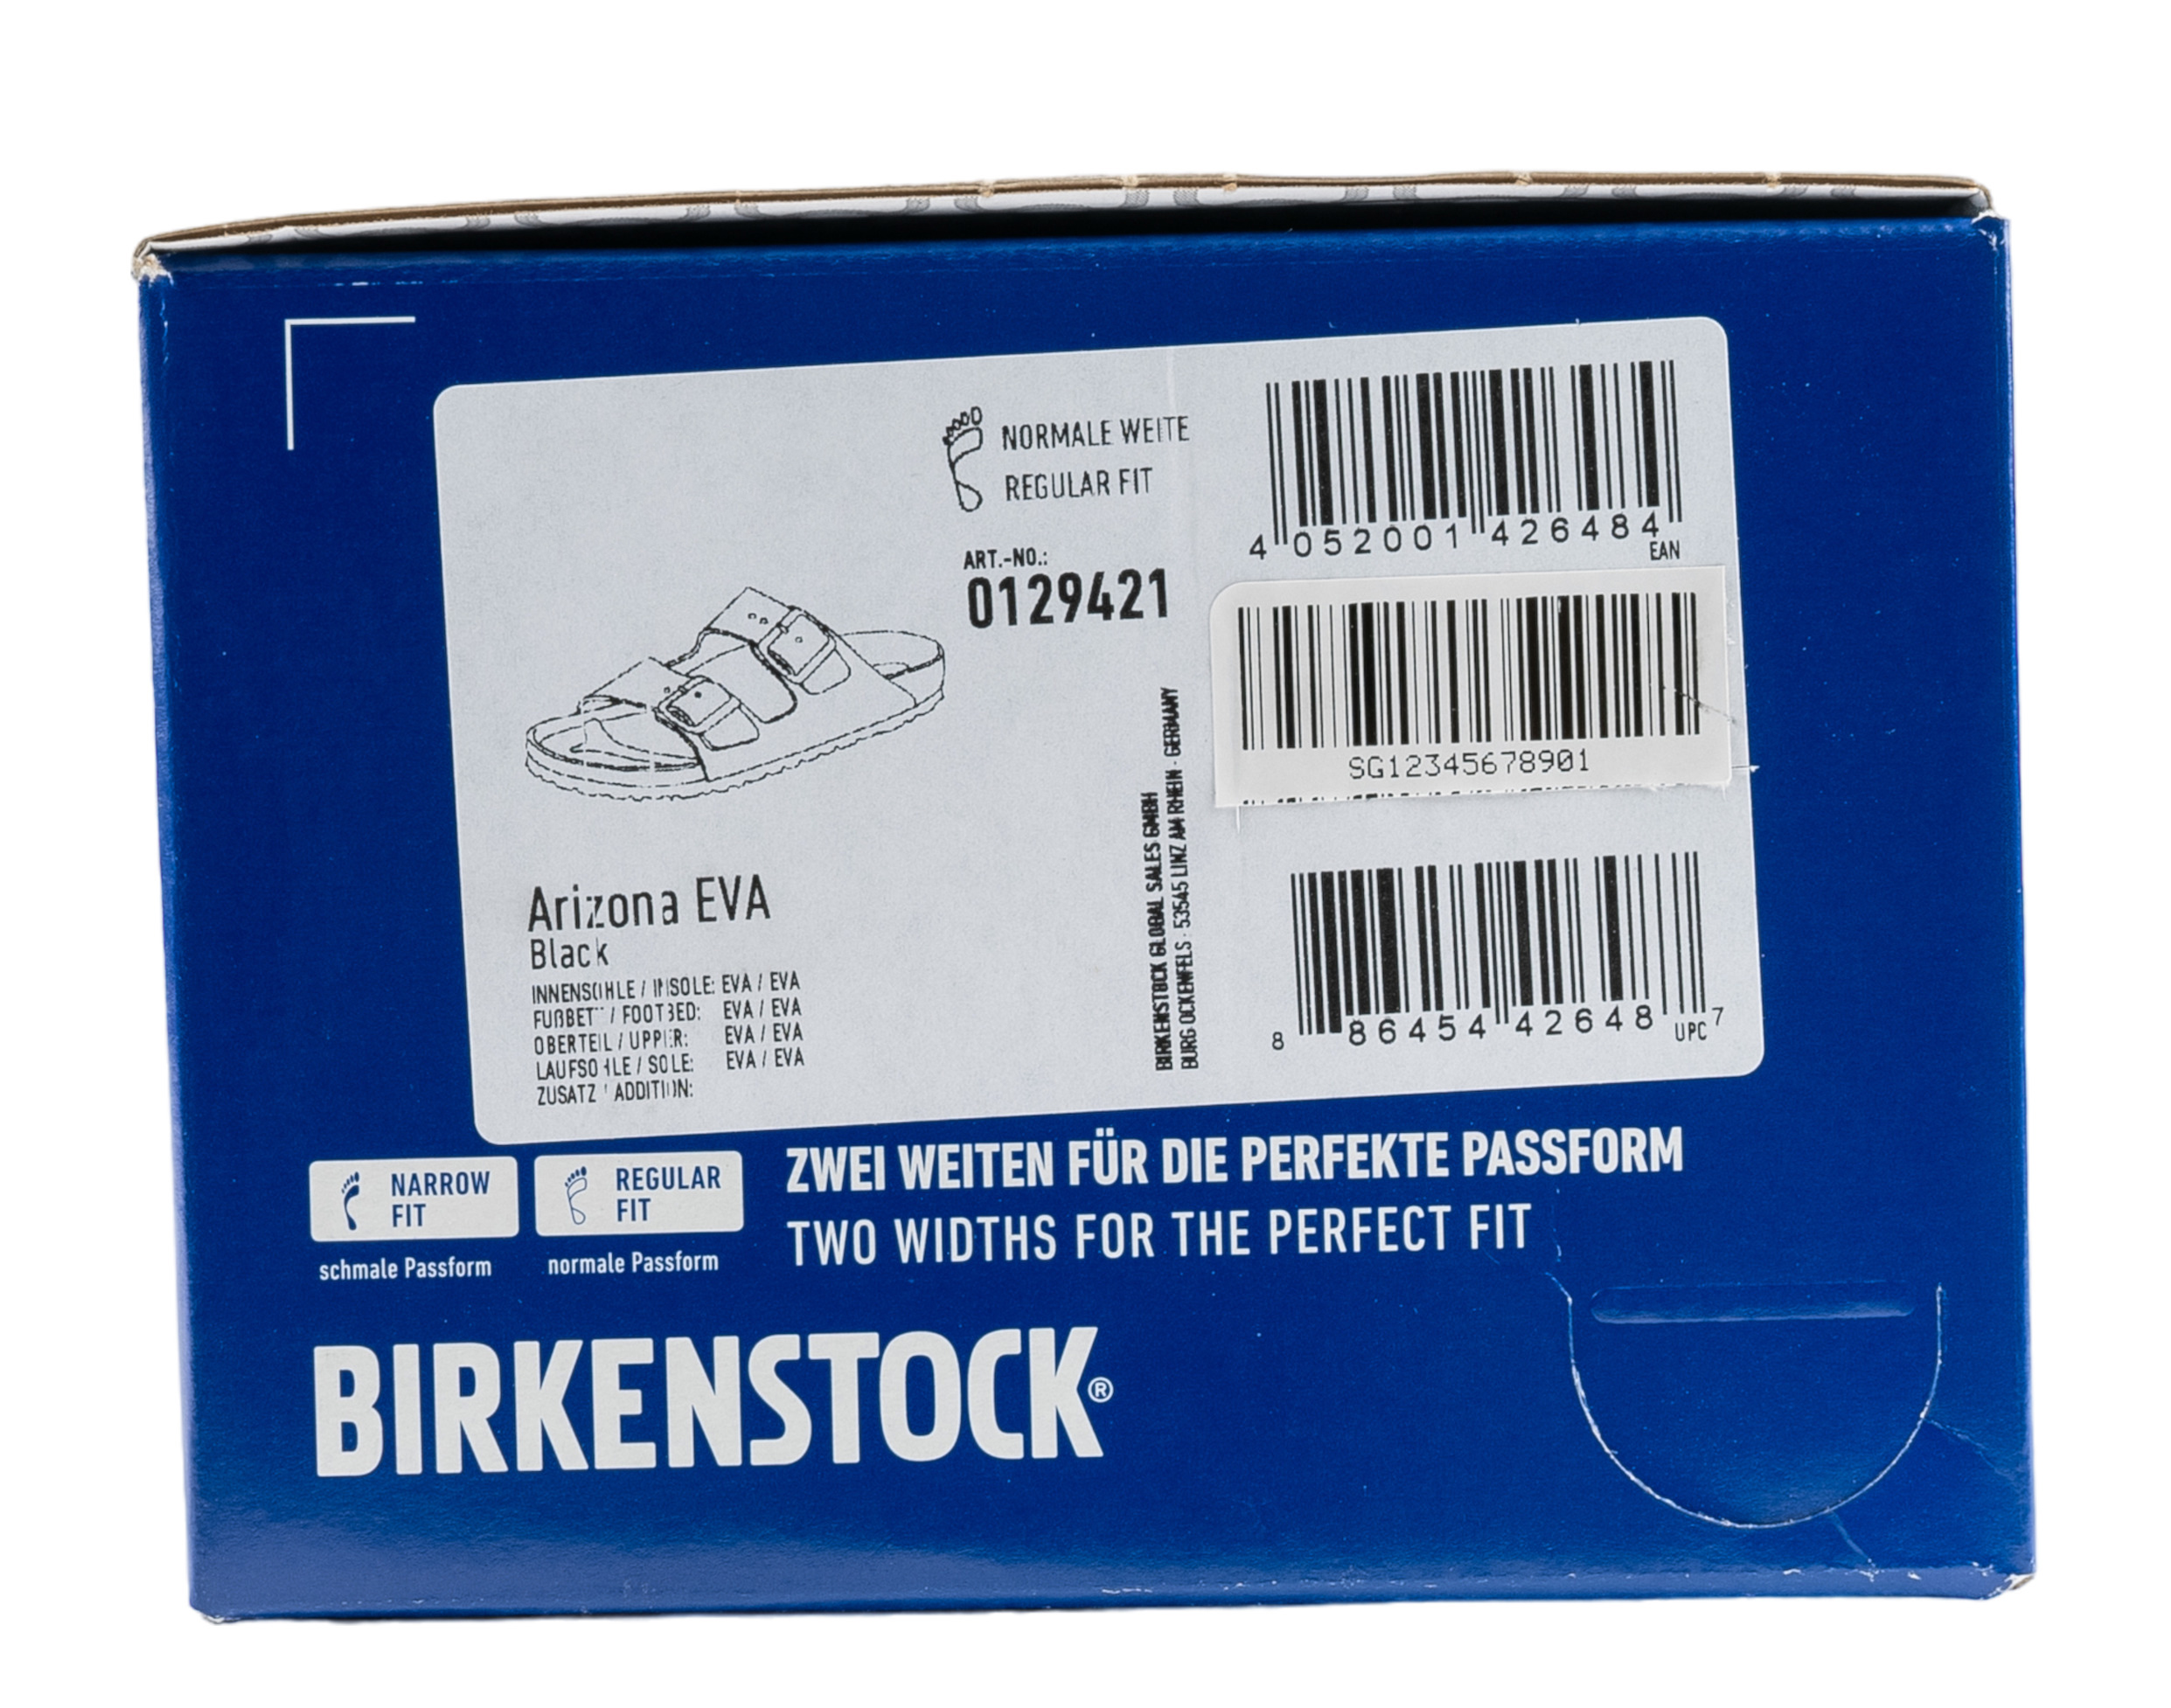 NORMALE WEITE
REGULAR FIT
ART.-NO.:
0129421
4 052001 426484
EAN
SG12345678901
Arizona EVA
Black
INNENSOHLE / INSOLE: EVA / EVA
FUßBETT / FOOTBED: EVA / EVA
OBERTEIL / UPPER: EVA / EVA
LAUFSOHLE / SOLE: EVA / EVA
ZUSATZ / ADDITION:
BIRKENSTOCK GLOBAL SALES GMBH
BURG OCKENFELS · 53545 LINZ AM RHEIN · GERMANY
8 86454 42648 7
UPC
NARROW
FIT
schmale Passform
REGULAR
FIT
normale Passform
ZWEI WEITEN FÜR DIE PERFEKTE PASSFORM
TWO WIDTHS FOR THE PERFECT FIT
BIRKENSTOCK®